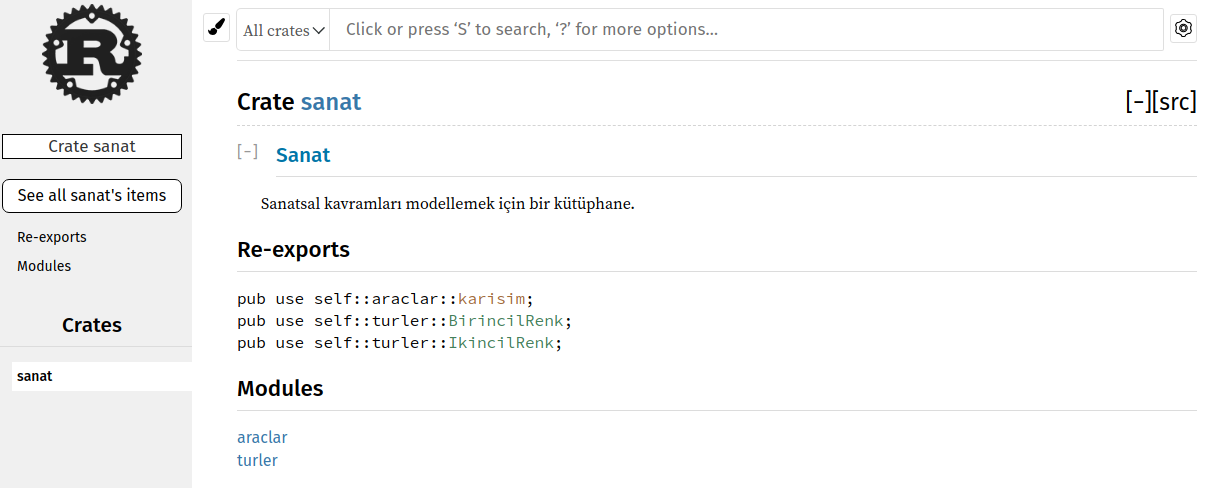 R
All crates
Click or press ‘S’ to search, ‘?’ for more options...
Crate sanat
See all sanat's items
Re-exports
Modules
Crates
sanat
Crate sanat [-][src]
[-] Sanat
Sanatsal kavramları modellemek için bir kütüphane.
Re-exports
pub use self::araclar::karisim;
pub use self::turler::BirincilRenk;
pub use self::turler::IkincilRenk;
Modules
araclar
turler